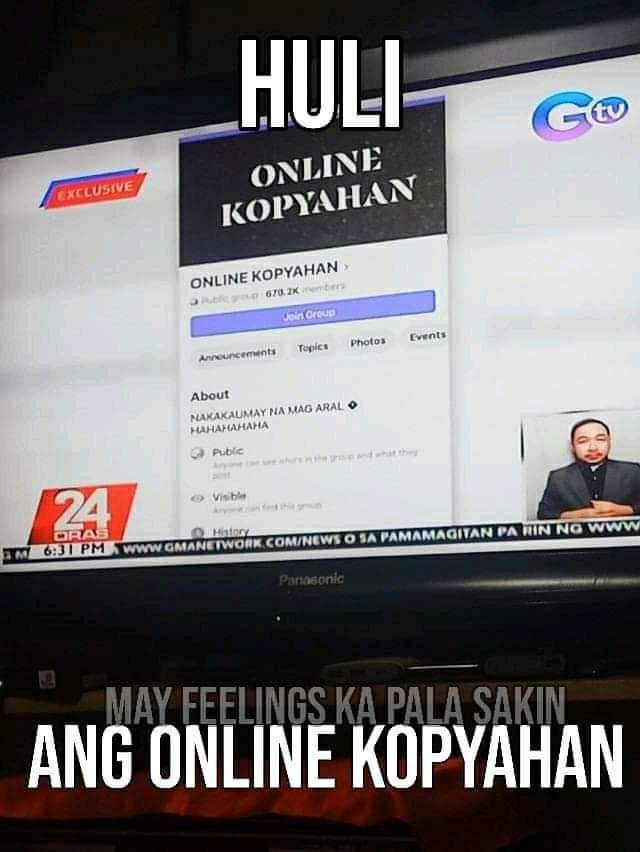 HULI
Gtv
EXCLUSIVE
ONLINE
KOPYAHAN
ONLINE KOPYAHAN ›
Public group · 670.2K members
Join Group
Announcements Topics Photos Events
About
NAKAKAUMAY NA MAG ARAL
HAHAHAHAHA
Public
Anyone can see who's in the group and what they
post.
Visible
Anyone can find this group.
History
24
ORAS
6:31 PM
WWW.GMANETWORK.COM/NEWS O SA PAMAMAGITAN PA RIN NG WWW
Panasonic
MAY FEELINGS KA PALA SAKIN
ANG ONLINE KOPYAHAN